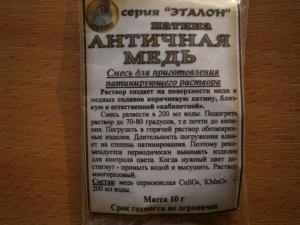 серия "ЭТАЛОН"
патина
АНТИЧНАЯ
МЕДЬ
Смесь для приготовления
патинирующего раствора
Раствор создает на поверхности меди и
медных сплавов коричневую патину, близ-
кую к естественной «кабинетной».
Смесь развести в 200 мл воды. Подогреть
раствор до 70-80 градусов, т.е почти до кипе-
ния. Погрузить в горячий раствор обезжирен-
ные изделия. Длительность погружения влия-
ет на степень патинирования. Поэтому реко-
мендуется периодически вынимать изделие
для контроля цвета. Когда нужный цвет до-
стигнут - промыть водой и высушить. Раствор
многоразовый.
Состав: медь сернокислая CuSO₄, KMnO₄ +
200 мл воды.
Масса 10 г
Срок годности не ограничен